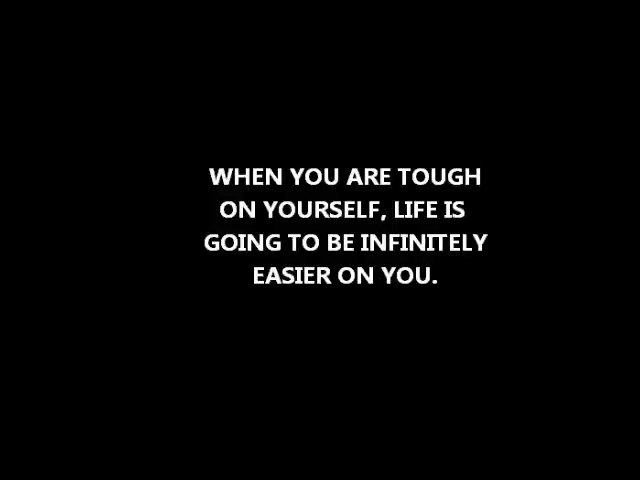 WHEN YOU ARE TOUGH
ON YOURSELF, LIFE IS
GOING TO BE INFINITELY
EASIER ON YOU.